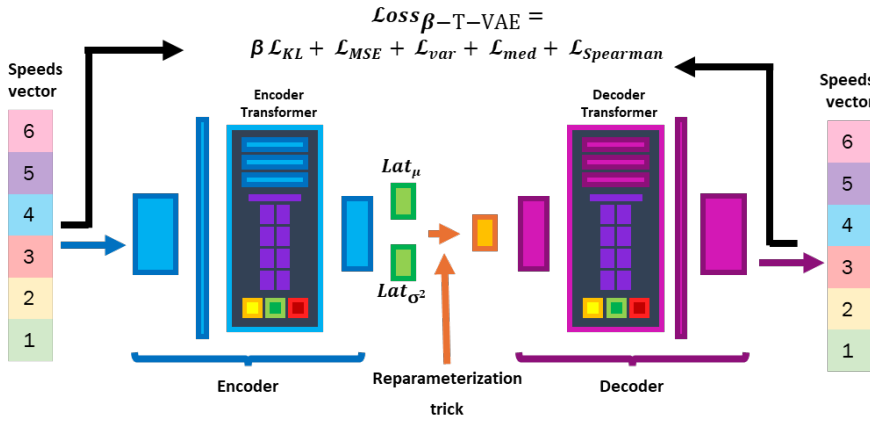 ℒoss β−T−VAE =
β ℒ_KL + ℒ_MSE + ℒ_var + ℒ_med + ℒ_Spearman
Speeds
vector
6
5
4
3
2
1
Encoder
Transformer
Lat_μ
Lat_σ²
Decoder
Transformer
Speeds
vector
6
5
4
3
2
1
Encoder
Reparameterization
trick
Decoder